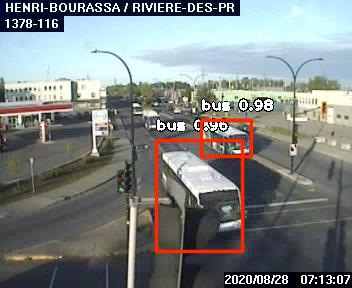 HENRI-BOURASSA / RIVIERE-DES-PR
1378-116
bus 0.98
bus 0.96
2020/08/28 07:13:07